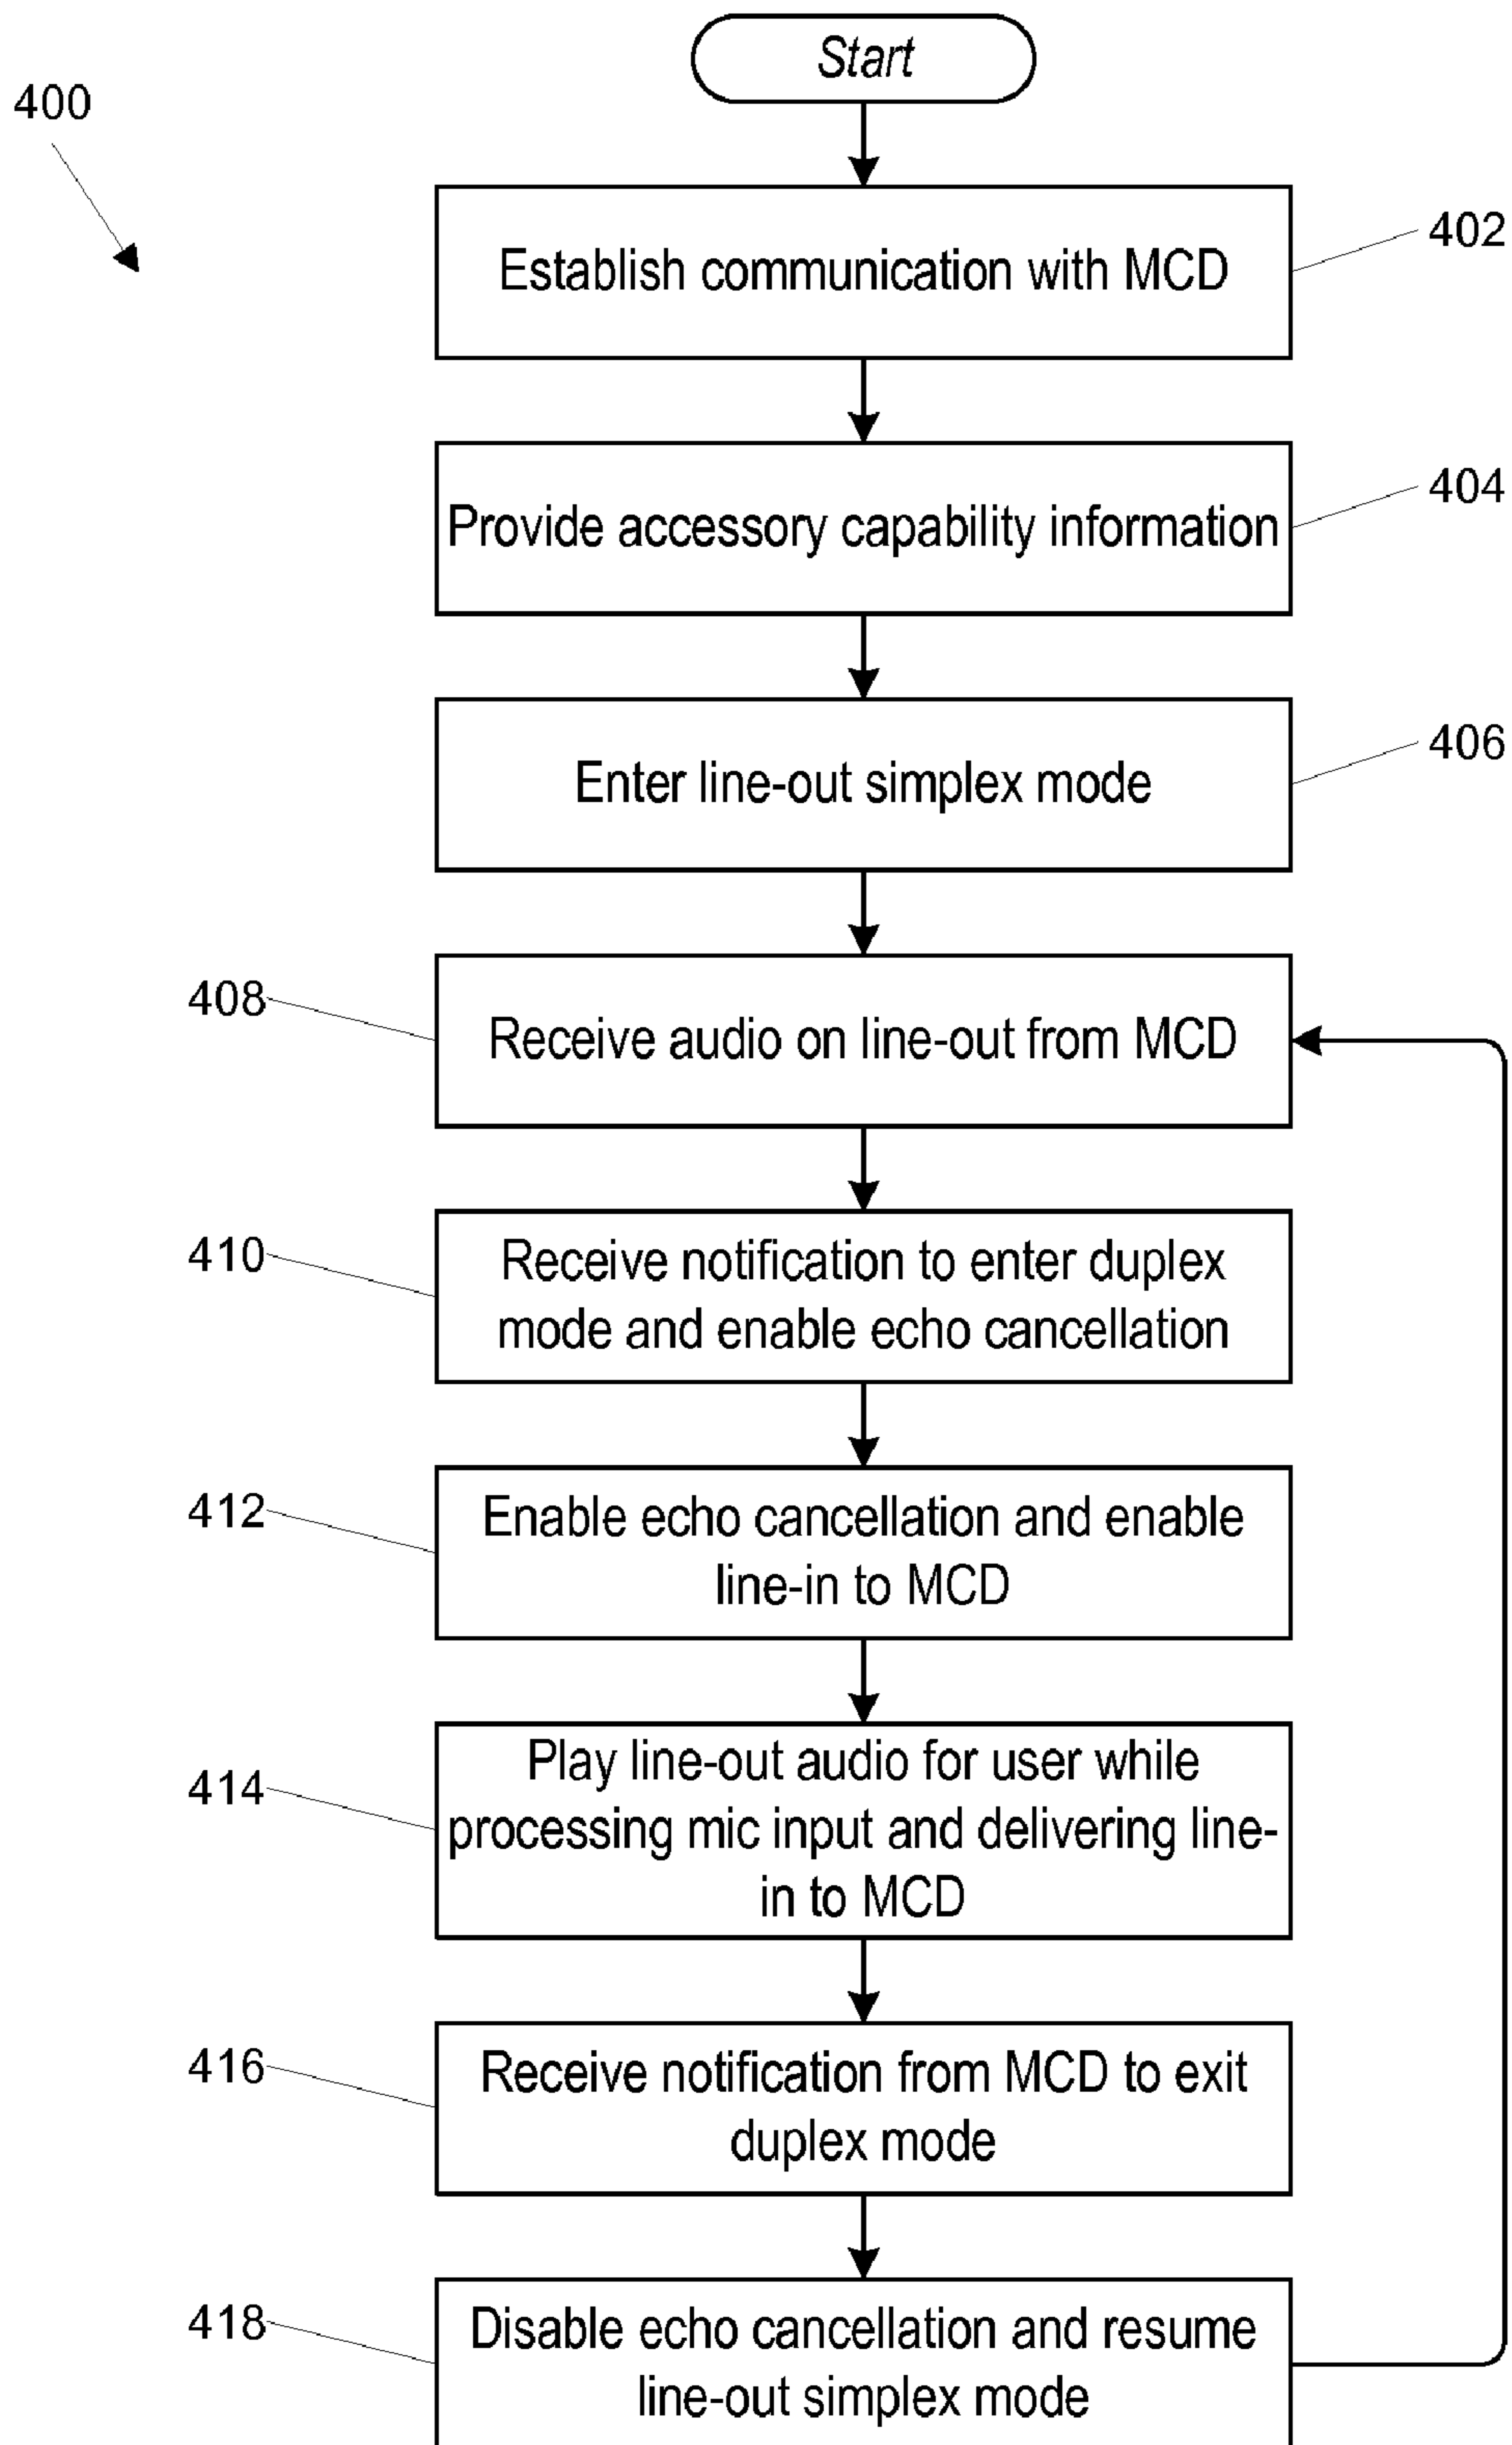 Start
400
Establish communication with MCD
402
Provide accessory capability information
404
Enter line-out simplex mode
406
408
Receive audio on line-out from MCD
410
Receive notification to enter duplex
mode and enable echo cancellation
412
Enable echo cancellation and enable
line-in to MCD
414
Play line-out audio for user while
processing mic input and delivering line-
in to MCD
416
Receive notification from MCD to exit
duplex mode
418
Disable echo cancellation and resume
line-out simplex mode